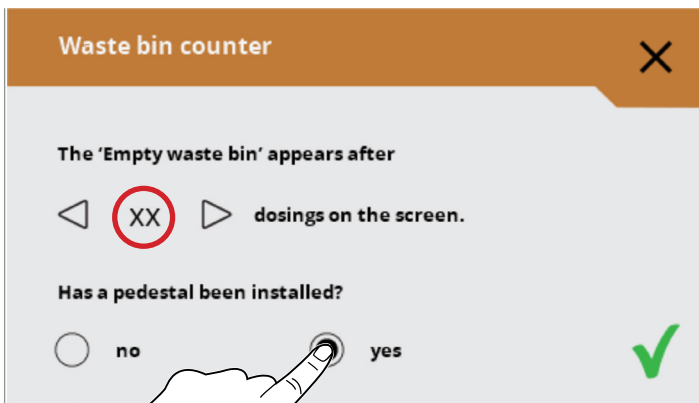 Waste bin counter
The 'Empty waste bin' appears after
XX dosings on the screen.
Has a pedestal been installed?
no yes